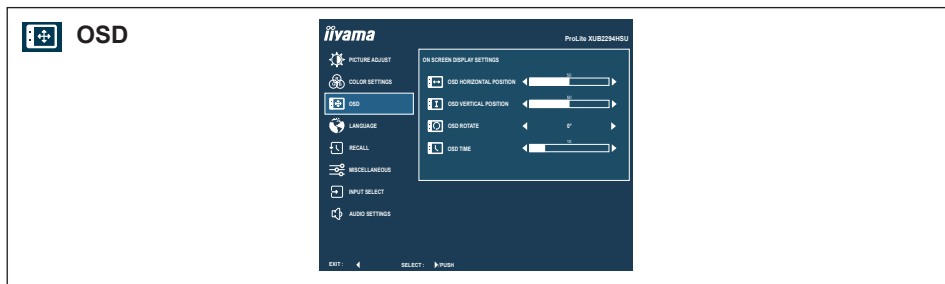 OSD
iiyama
ProLite XUB2294HSU
PICTURE ADJUST
COLOR SETTINGS
OSD
LANGUAGE
RECALL
MISCELLANEOUS
INPUT SELECT
AUDIO SETTINGS
ON SCREEN DISPLAY SETTINGS
OSD HORIZONTAL POSITION 50
OSD VERTICAL POSITION 50
OSD ROTATE 0°
OSD TIME 10
EXIT : SELECT : /PUSH